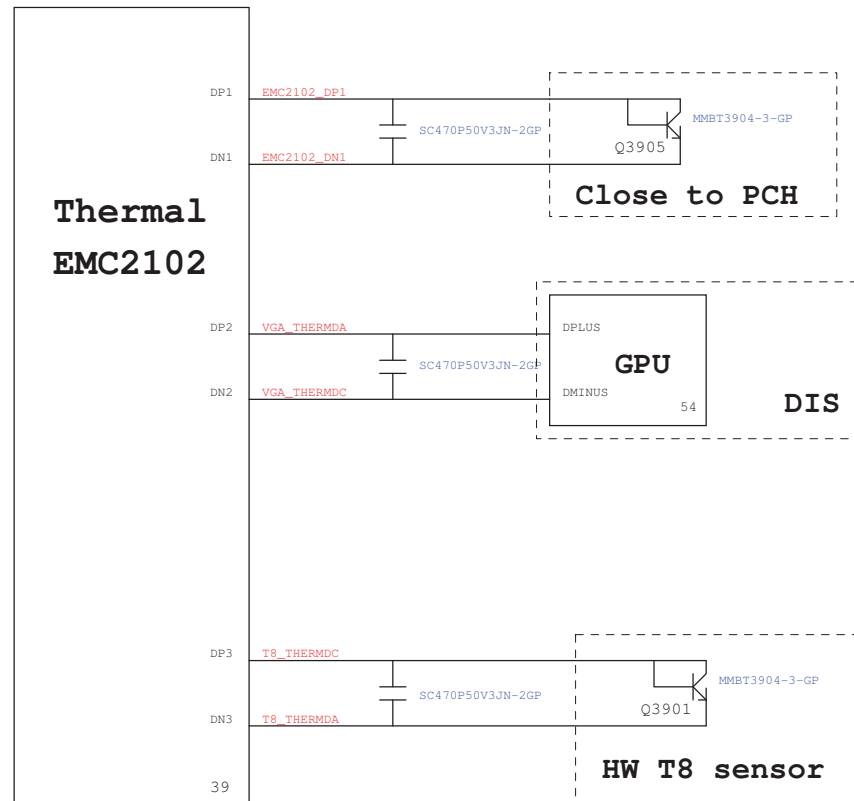 DP1 EMC2102_DP1
MMBT3904-3-GP
SC470P50V3JN-2GP
Q3905
DN1 EMC2102_DN1
Close to PCH
Thermal
EMC2102
DP2 VGA_THERMDA DPLUS
SC470P50V3JN-2GP
GPU
DN2 VGA_THERMDC DMINUS
54
DIS
DP3 T8_THERMDC
MMBT3904-3-GP
SC470P50V3JN-2GP
Q3901
DN3 T8_THERMDA
HW T8 sensor
39